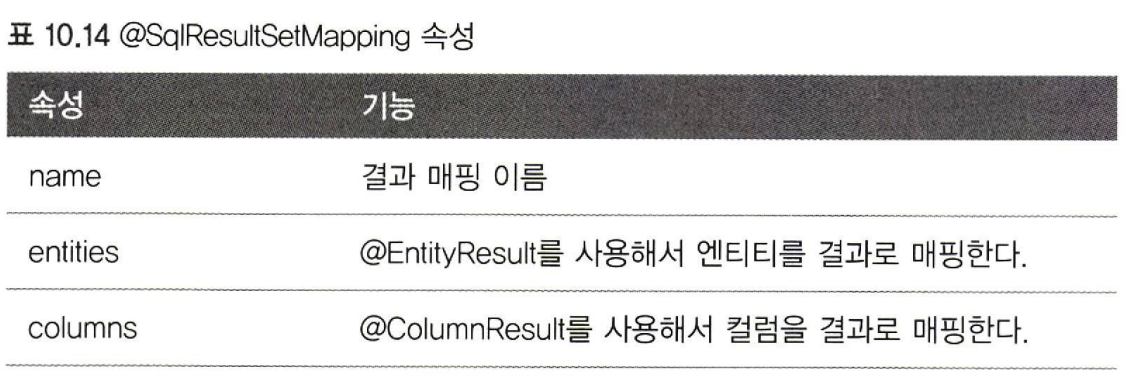 표 10.14 @SqlResultSetMapping 속성
속성 기능
name 결과 매핑 이름
entities @EntityResult를 사용해서 엔티티를 결과로 매핑한다.
columns @ColumnResult를 사용해서 컬럼을 결과로 매핑한다.